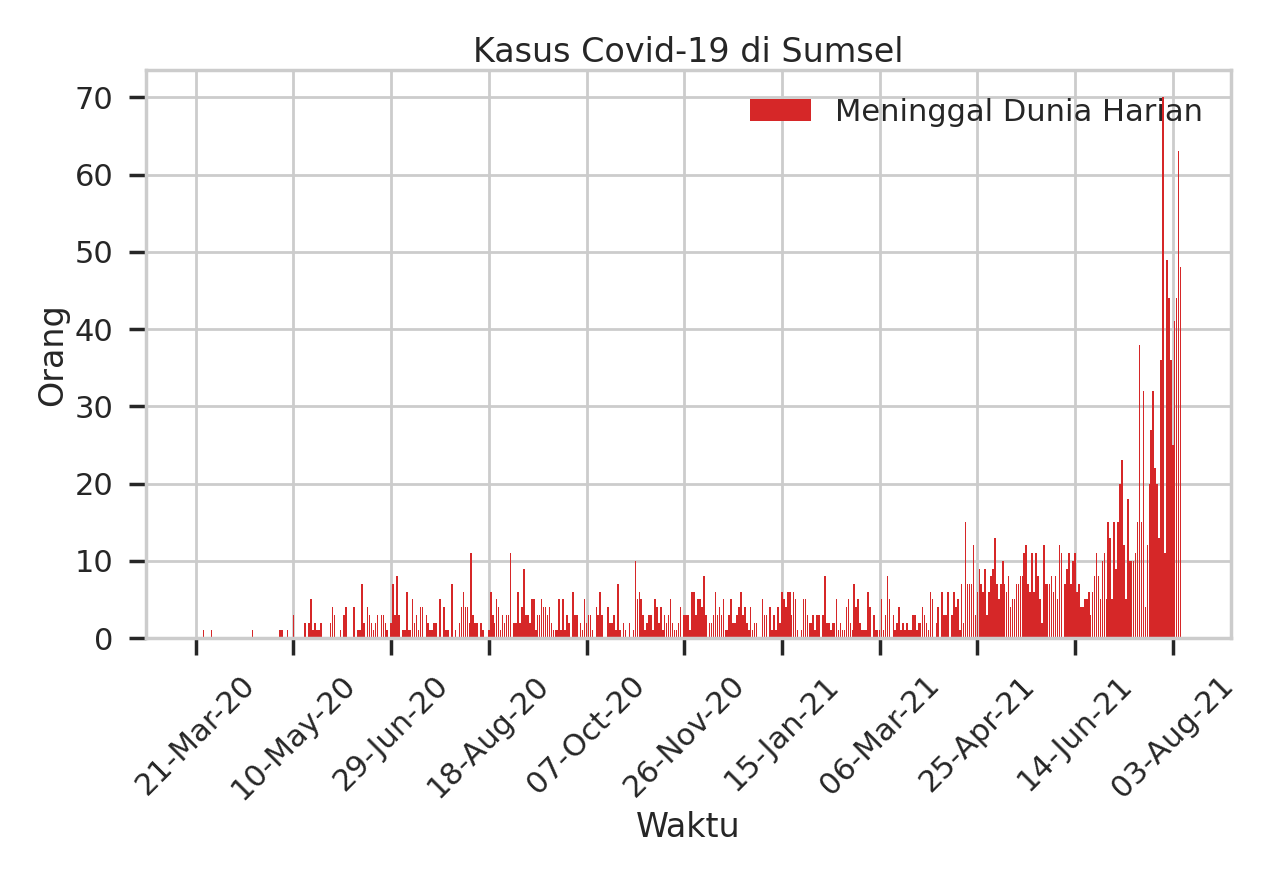 Kasus Covid-19 di Sumsel
Meninggal Dunia Harian
Orang
70
60
50
40
30
20
10
0
21-Mar-20
10-May-20
29-Jun-20
18-Aug-20
07-Oct-20
26-Nov-20
15-Jan-21
06-Mar-21
25-Apr-21
14-Jun-21
03-Aug-21
Waktu